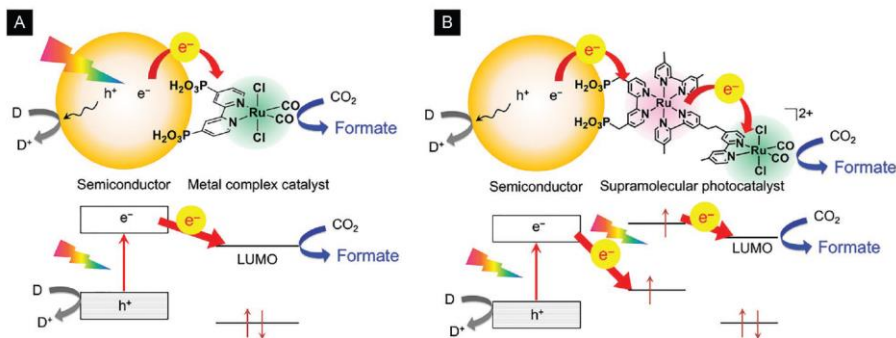 A
e⁻
H₂O₃P
h⁺ e⁻
N
Cl
Ru
CO
CO
N
Cl
H₂O₃P
D
D⁺
CO₂
Formate
Semiconductor Metal complex catalyst
e⁻
e⁻
CO₂
Formate
LUMO
D
D⁺
h⁺
B
e⁻
H₂O₃P
h⁺ e⁻
N
N
N
Ru
N
N
N
e⁻
H₂O₃P
2+
N
Cl
Ru
CO
CO
N
Cl
D
D⁺
CO₂
Formate
Semiconductor Supramolecular photocatalyst
e⁻
e⁻
e⁻
CO₂
Formate
LUMO
D
D⁺
h⁺